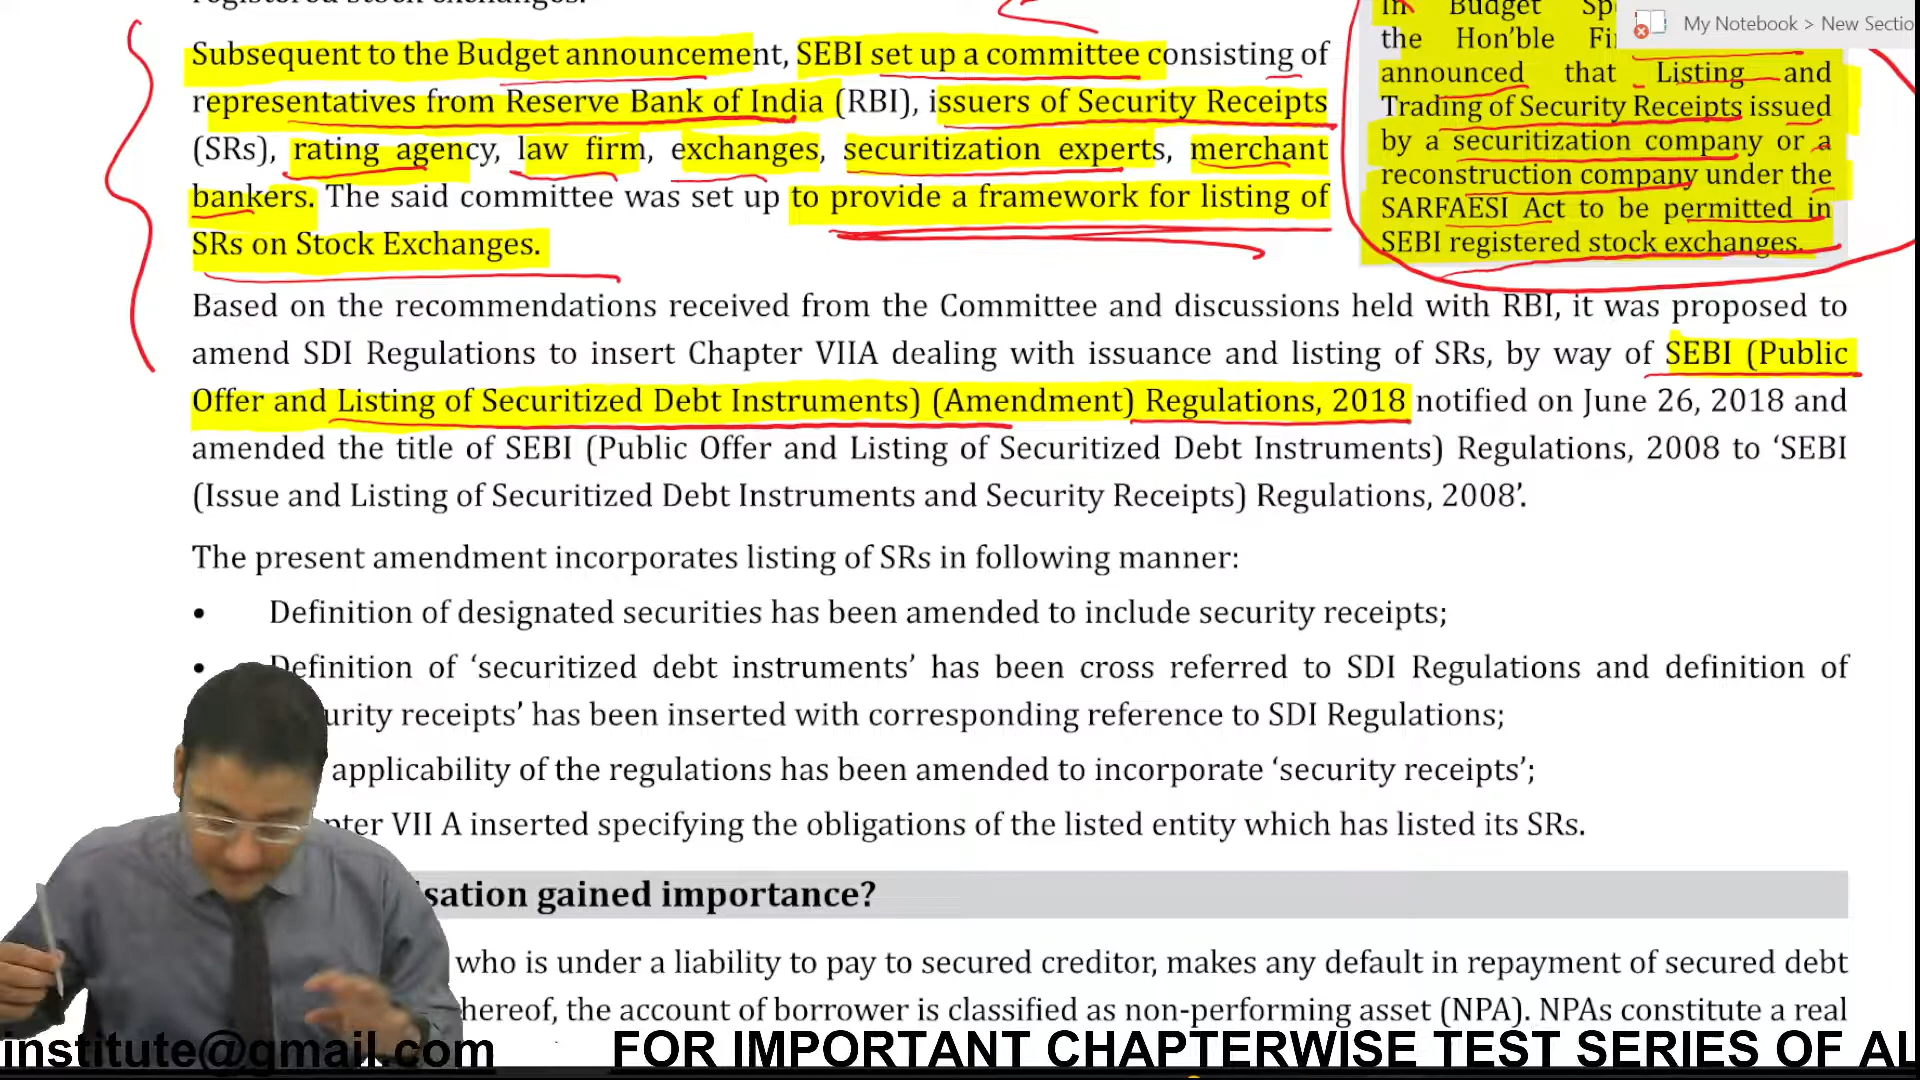 registered stock exchanges.
Subsequent to the Budget announcement, SEBI set up a committee consisting of
representatives from Reserve Bank of India (RBI), issuers of Security Receipts
(SRs), rating agency, law firm, exchanges, securitization experts, merchant
bankers. The said committee was set up to provide a framework for listing of
SRs on Stock Exchanges.
In Budget
the Hon'ble
announced that Listing and
Trading of Security Receipts issued
by a securitization company or a
reconstruction company under the
SARFAESI Act to be permitted in
SEBI registered stock exchanges.
My Notebook > New Sectio
Based on the recommendations received from the Committee and discussions held with RBI, it was proposed to
amend SDI Regulations to insert Chapter VIIA dealing with issuance and listing of SRs, by way of SEBI (Public
Offer and Listing of Securitized Debt Instruments) (Amendment) Regulations, 2018 notified on June 26, 2018 and
amended the title of SEBI (Public Offer and Listing of Securitized Debt Instruments) Regulations, 2008 to ‘SEBI
(Issue and Listing of Securitized Debt Instruments and Security Receipts) Regulations, 2008’.
The present amendment incorporates listing of SRs in following manner:
• Definition of designated securities has been amended to include security receipts;
• Definition of ‘securitized debt instruments’ has been cross referred to SDI Regulations and definition of
urity receipts’ has been inserted with corresponding reference to SDI Regulations;
applicability of the regulations has been amended to incorporate ‘security receipts’;
pter VII A inserted specifying the obligations of the listed entity which has listed its SRs.
isation gained importance?
who is under a liability to pay to secured creditor, makes any default in repayment of secured debt
hereof, the account of borrower is classified as non-performing asset (NPA). NPAs constitute a real
institute@gmail.com FOR IMPORTANT CHAPTERWISE TEST SERIES OF AL